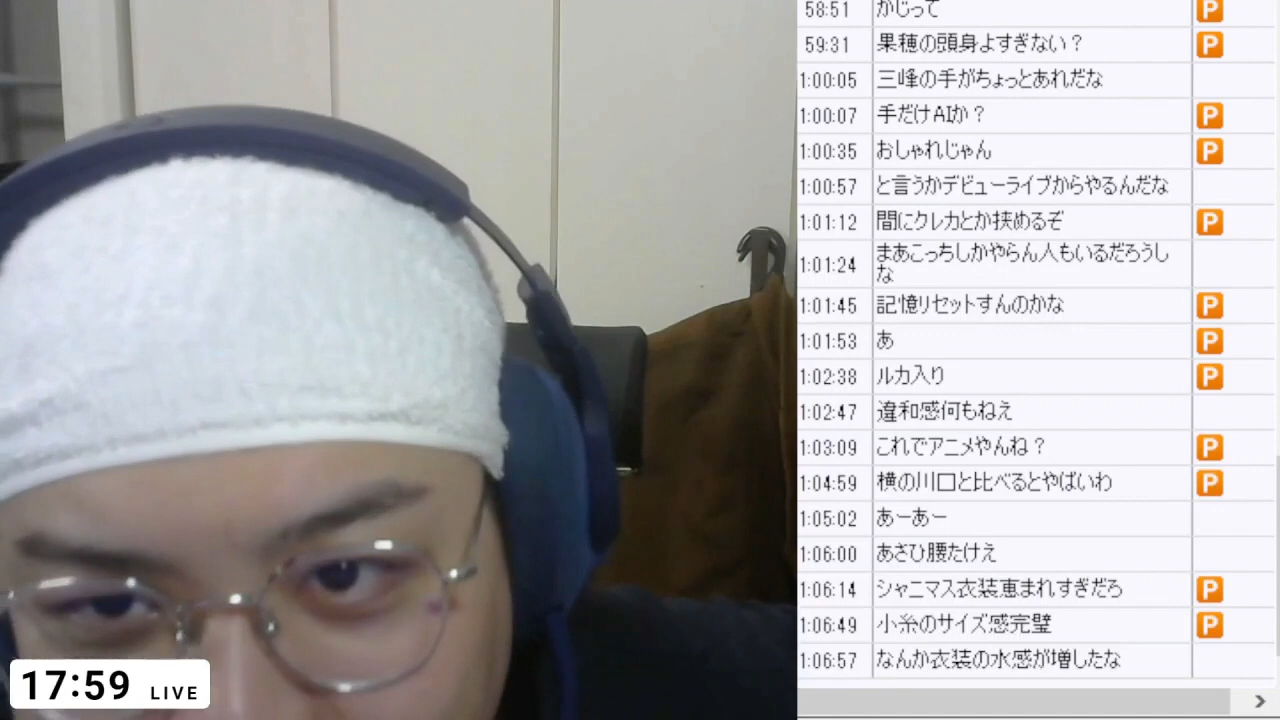 58:51 かじって P
59:31 果穂の頭身よすぎない？ P
1:00:05 三峰の手がちょっとあれだな
1:00:07 手だけAIか？ P
1:00:35 おしゃれじゃん P
1:00:57 と言うかデビューライブからやるんだな
1:01:12 間にクレカとか挟めるぞ P
1:01:24 まあこっちしかやらん人もいるだろうし
な
1:01:45 記憶リセットすんのかな P
1:01:53 あ P
1:02:38 ルカ入り P
1:02:47 違和感何もねえ
1:03:09 これでアニメやんね？ P
1:04:59 横の川口と比べるとやばいわ P
1:05:02 あーあー
1:06:00 あさひ腰たけえ
1:06:14 シャニマス衣装恵まれすぎだろ P
1:06:49 小糸のサイズ感完璧 P
1:06:57 なんか衣装の水感が増したな
17:59 LIVE